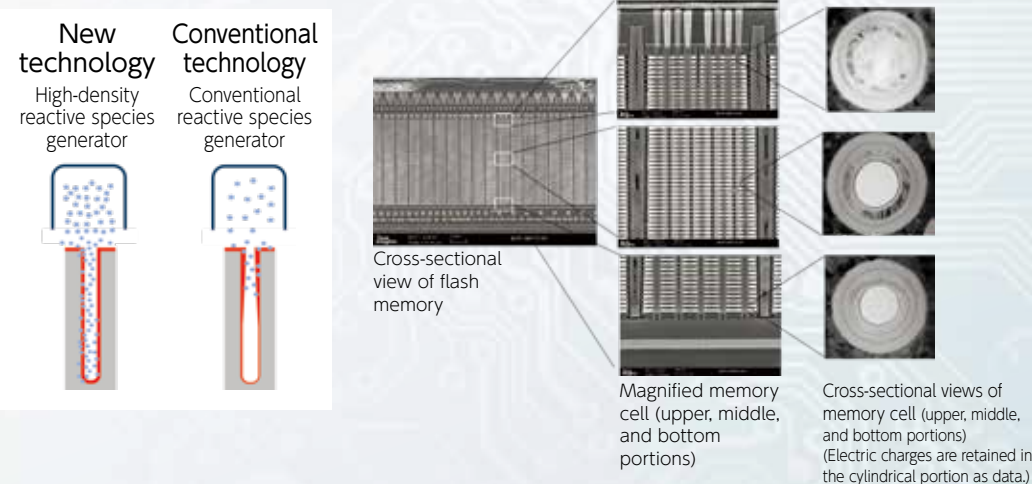 New
technology
High-density
reactive species
generator
Conventional
technology
Conventional
reactive species
generator
Cross-sectional
view of flash
memory
Magnified memory
cell (upper, middle,
and bottom
portions)
Cross-sectional views of
memory cell (upper, middle,
and bottom portions)
(Electric charges are retained in
the cylindrical portion as data.)